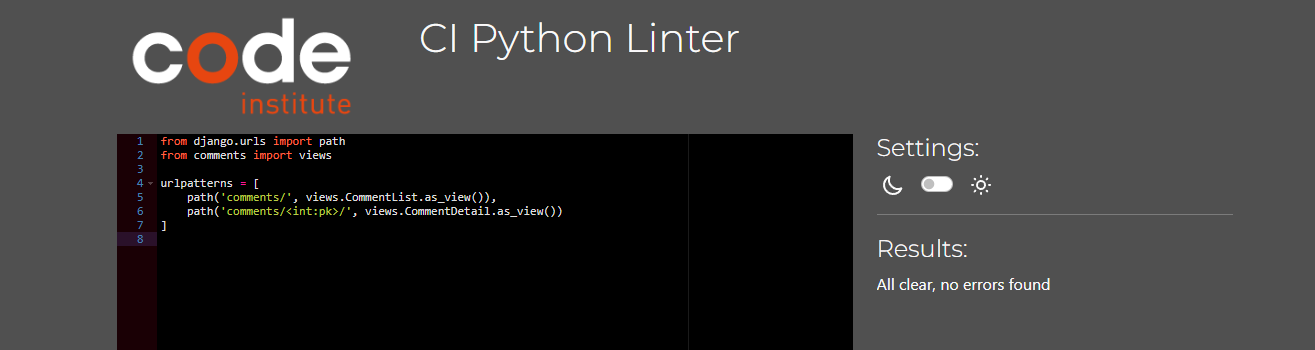 code
institute
CI Python Linter
1 from django.urls import path
2 from comments import views
3
4 urlpatterns = [
5     path('comments/', views.CommentList.as_view()),
6     path('comments/<int:pk>/', views.CommentDetail.as_view())
7 ]
8
Settings:
Results:
All clear, no errors found